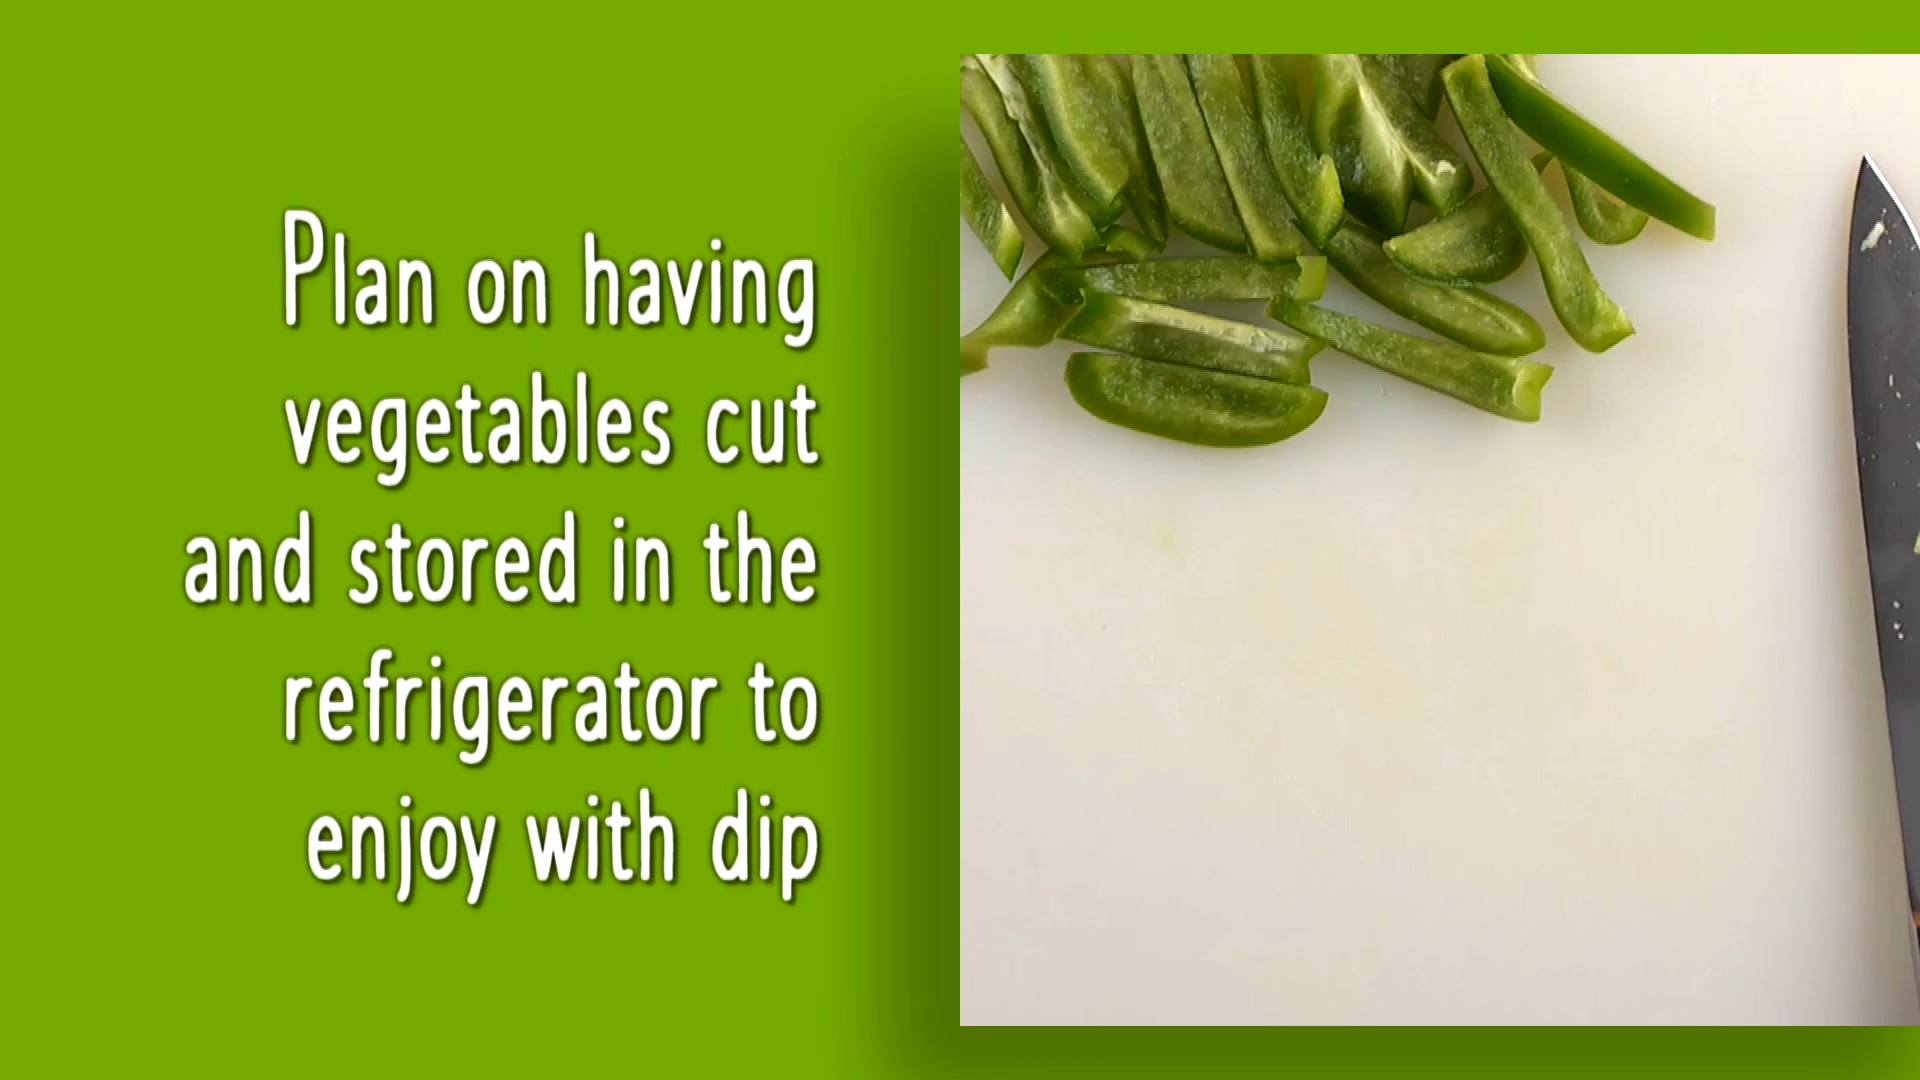 Plan on having
vegetables cut
and stored in the
refrigerator to
enjoy with dip